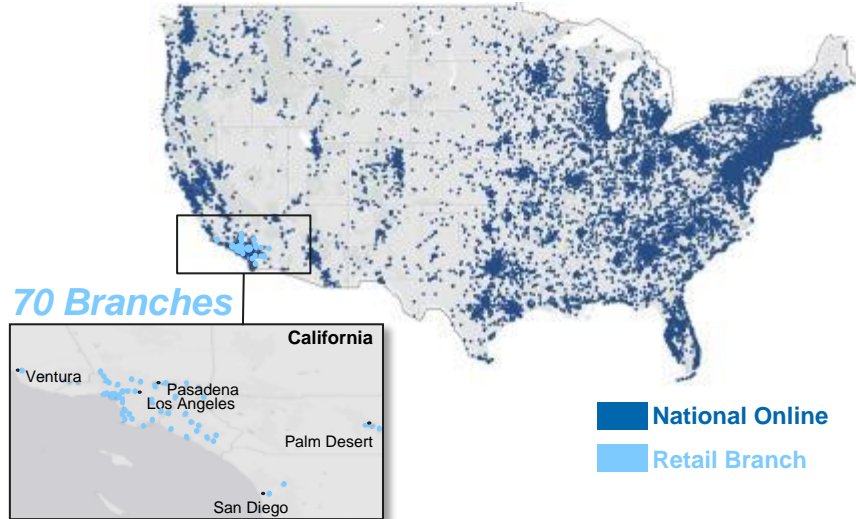 70 Branches
California
Ventura
Pasadena
Los Angeles
Palm Desert
San Diego
National Online
Retail Branch